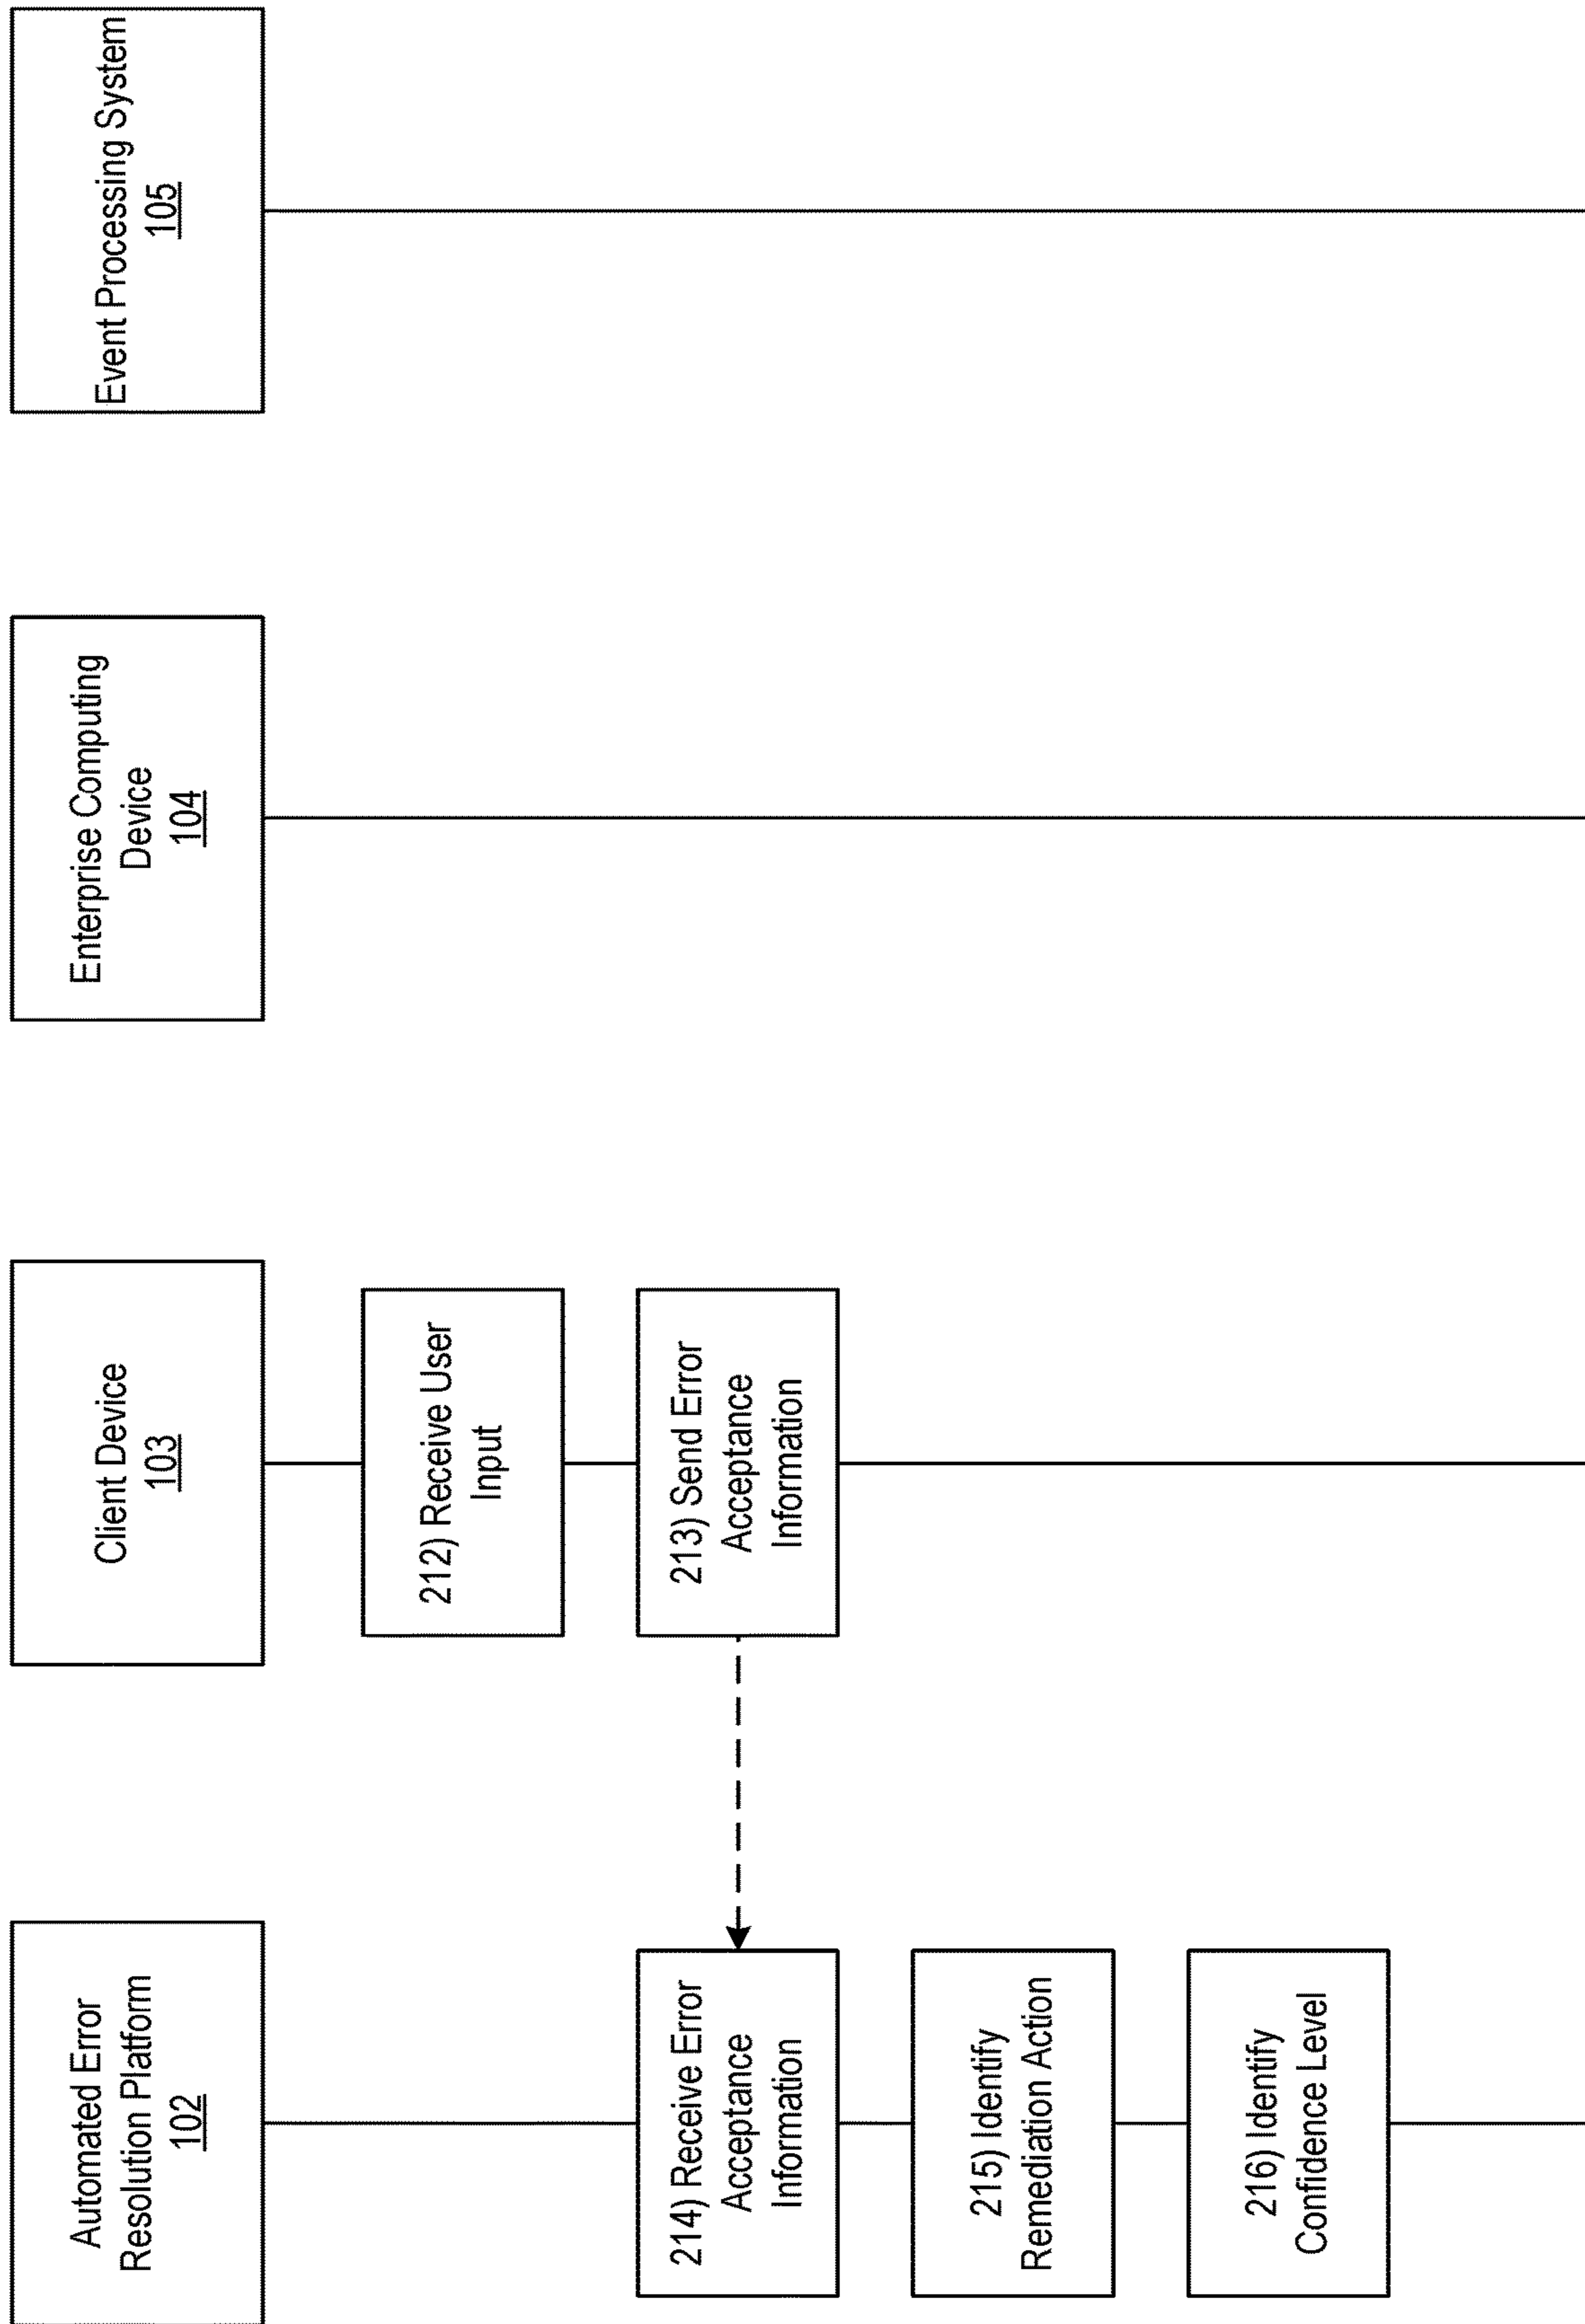 Automated Error
Resolution Platform
102
Client Device
103
Enterprise Computing
Device
104
Event Processing System
105
212) Receive User
Input
213) Send Error
Acceptance
Information
214) Receive Error
Acceptance
Information
215) Identify
Remediation Action
216) Identify
Confidence Level